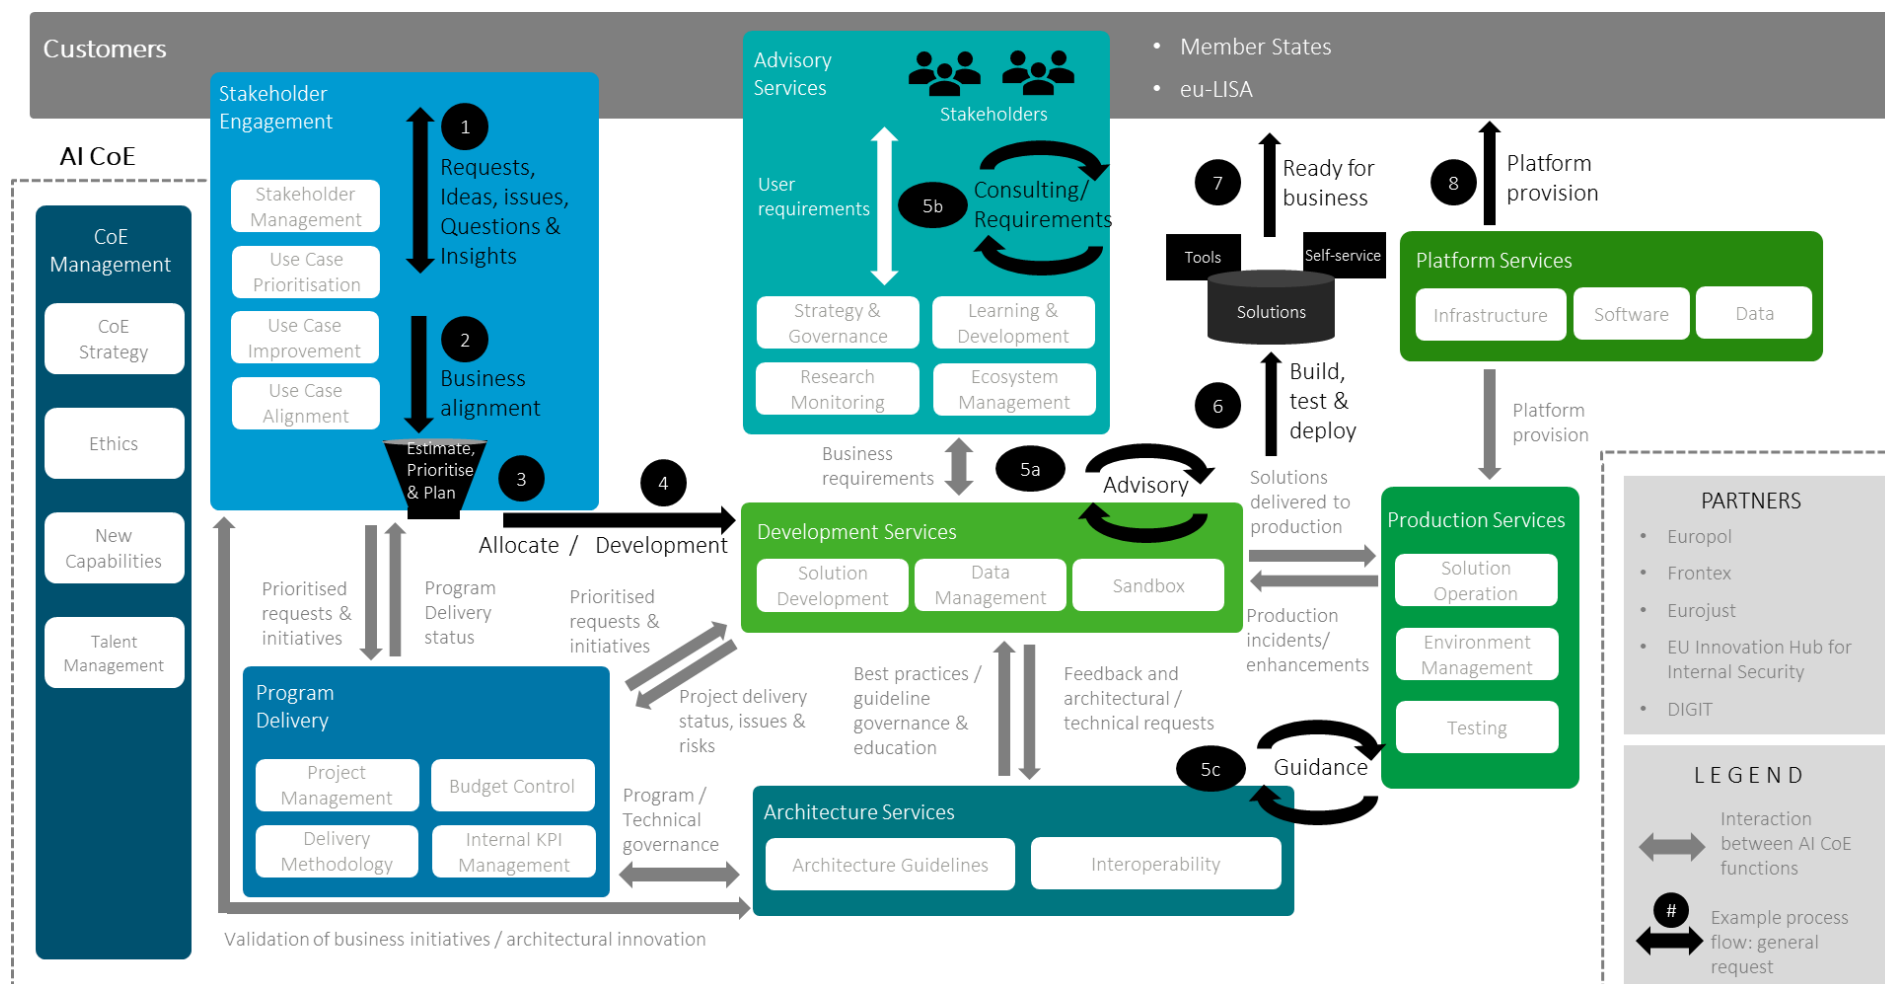 Customers
Member States
eu-LISA
AI CoE
CoE
Management
CoE
Strategy
Ethics
New
Capabilities
Talent
Management
Stakeholder
Engagement
Stakeholder
Management
Use Case
Prioritisation
Use Case
Improvement
Use Case
Alignment
1
Requests,
Ideas, issues,
Questions &
Insights
2
Business
alignment
Estimate,
Prioritise
& Plan
3
4
Allocate / Development
Advisory
Services
Stakeholders
User
requirements
5b
Consulting/
Requirements
Strategy &
Governance
Learning &
Development
Research
Monitoring
Ecosystem
Management
Business
requirements
5a
Advisory
Development Services
Solution
Development
Data
Management
Sandbox
7
Ready for
business
Tools
Self-service
Solutions
6
Build,
test &
deploy
8
Platform
provision
Platform Services
Infrastructure
Software
Data
Platform
provision
Solutions
delivered to
production
Production
incidents/
enhancements
Production Services
Solution
Operation
Environment
Management
Testing
Prioritised
requests &
initiatives
Program
Delivery
status
Prioritised
requests &
initiatives
Project delivery
status, issues &
risks
Best practices /
guideline
governance &
education
Feedback and
architectural /
technical requests
5c
Guidance
Program
Delivery
Project
Management
Budget Control
Delivery
Methodology
Internal KPI
Management
Program /
Technical
governance
Architecture Services
Architecture Guidelines
Interoperability
Validation of business initiatives / architectural innovation
PARTNERS
Europol
Frontex
Eurojust
EU Innovation Hub for
Internal Security
DIGIT
LEGEND
Interaction
between AI CoE
functions
#
Example process
flow: general
request